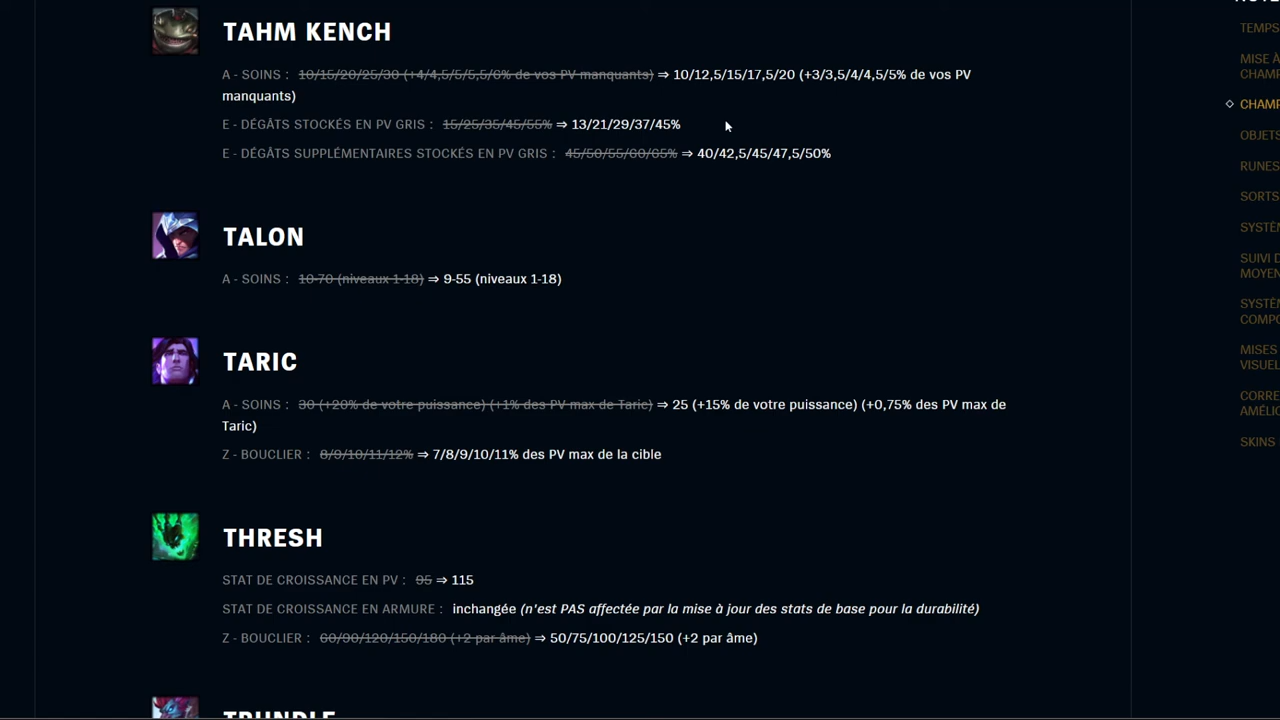 NOTE
TEMPS
MISE À
CHAMP
CHAMP
OBJETS
RUNES
SORTS
SYSTÈM
SUIVI D
MOYEN
SYSTÈM
COMPO
MISES
VISUEL
CORRE
AMÉLIO
SKINS
TAHM KENCH
A - SOINS : 10/15/20/25/30 (+4/4,5/5/5,5/6% de vos PV manquants) ⇒ 10/12,5/15/17,5/20 (+3/3,5/4/4,5/5% de vos PV
manquants)
E - DÉGÂTS STOCKÉS EN PV GRIS : 15/25/35/45/55% ⇒ 13/21/29/37/45%
E - DÉGÂTS SUPPLÉMENTAIRES STOCKÉS EN PV GRIS : 45/50/55/60/65% ⇒ 40/42,5/45/47,5/50%
TALON
A - SOINS : 10-70 (niveaux 1-18) ⇒ 9-55 (niveaux 1-18)
TARIC
A - SOINS : 30 (+20% de votre puissance) (+1% des PV max de Taric) ⇒ 25 (+15% de votre puissance) (+0,75% des PV max de
Taric)
Z - BOUCLIER : 8/9/10/11/12% ⇒ 7/8/9/10/11% des PV max de la cible
THRESH
STAT DE CROISSANCE EN PV : 95 ⇒ 115
STAT DE CROISSANCE EN ARMURE : inchangée (n'est PAS affectée par la mise à jour des stats de base pour la durabilité)
Z - BOUCLIER : 60/90/120/150/180 (+2 par âme) ⇒ 50/75/100/125/150 (+2 par âme)
TRUNDLE